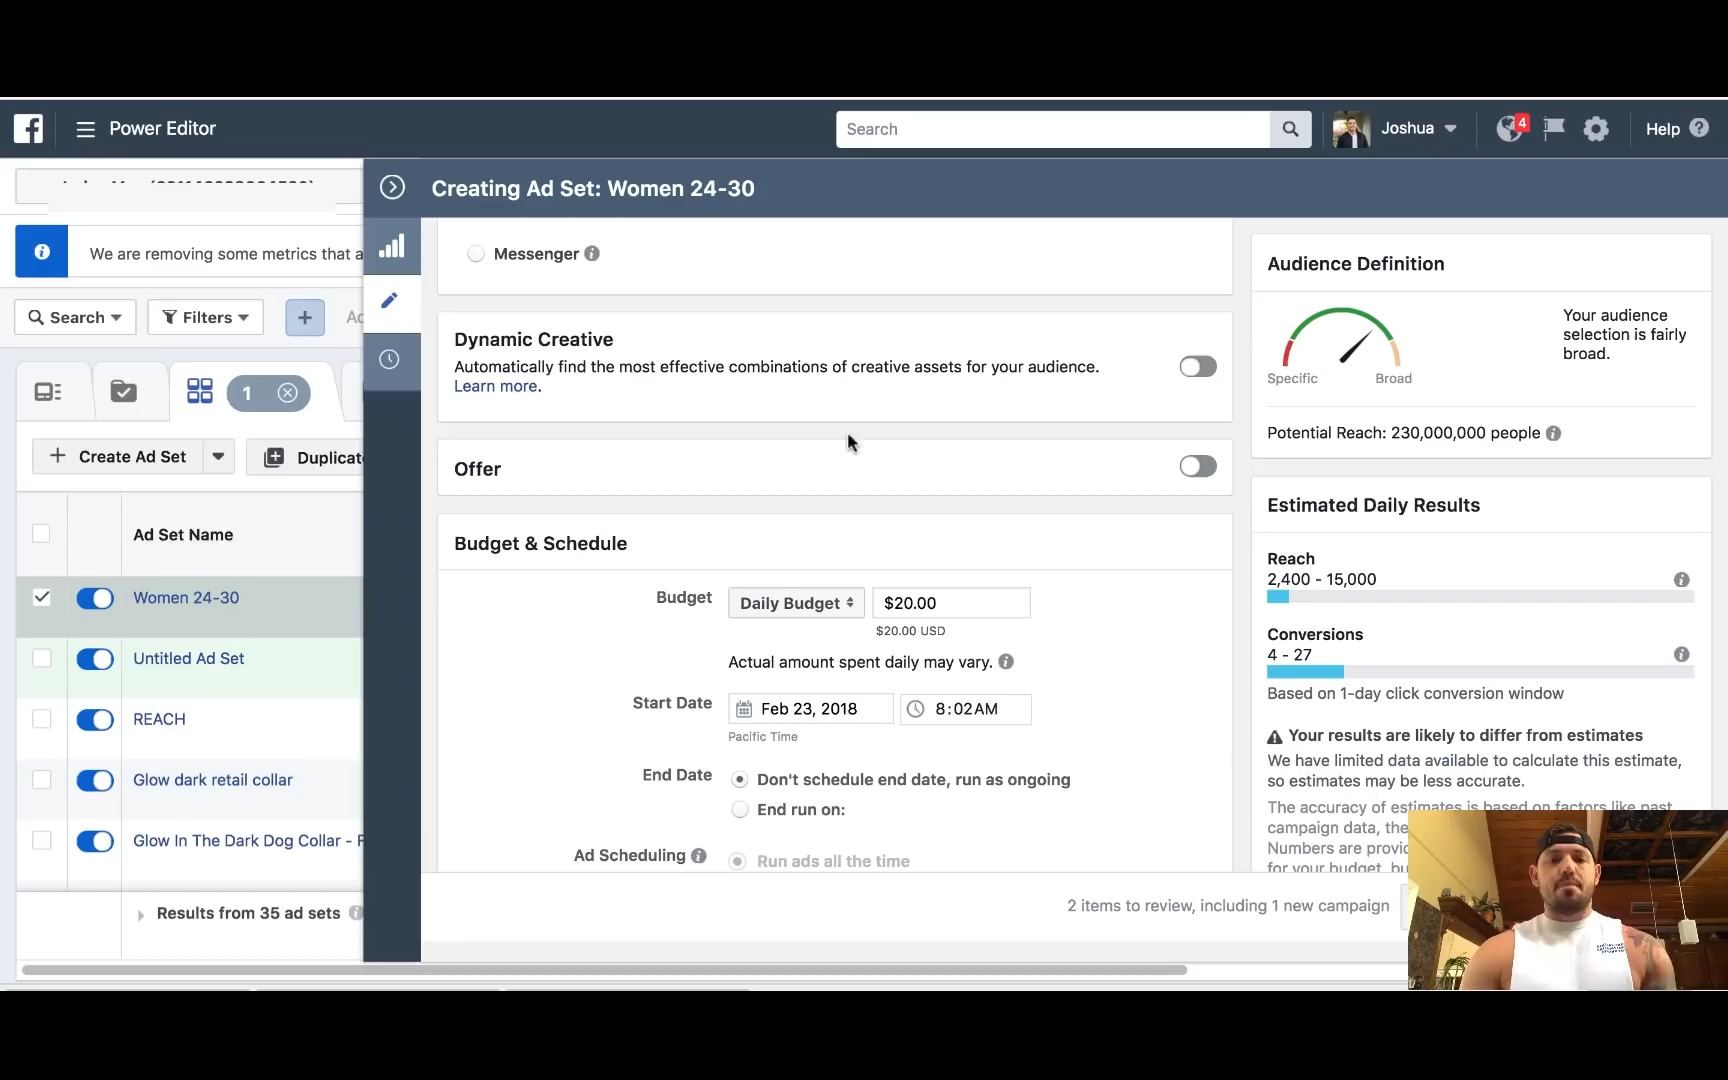 Power Editor
Search
Joshua
4
Help
Creating Ad Set: Women 24-30
We are removing some metrics that a
Search
Filters
1
Create Ad Set
Duplicat
Ad Set Name
Women 24-30
Untitled Ad Set
REACH
Glow dark retail collar
Glow In The Dark Dog Collar - F
Results from 35 ad sets
Messenger
Dynamic Creative
Automatically find the most effective combinations of creative assets for your audience.
Learn more.
Offer
Budget & Schedule
Budget
Daily Budget
$20.00
$20.00 USD
Actual amount spent daily may vary.
Start Date
Feb 23, 2018
8:02AM
Pacific Time
End Date
Don't schedule end date, run as ongoing
End run on:
Ad Scheduling
Run ads all the time
2 items to review, including 1 new campaign
Audience Definition
Your audience
selection is fairly
broad.
Specific
Broad
Potential Reach: 230,000,000 people
Estimated Daily Results
Reach
2,400 - 15,000
Conversions
4 - 27
Based on 1-day click conversion window
Your results are likely to differ from estimates
We have limited data available to calculate this estimate,
so estimates may be less accurate.
The accuracy of estimates is based on factors like past
campaign data, the
Numbers are provi
for your budget, bu